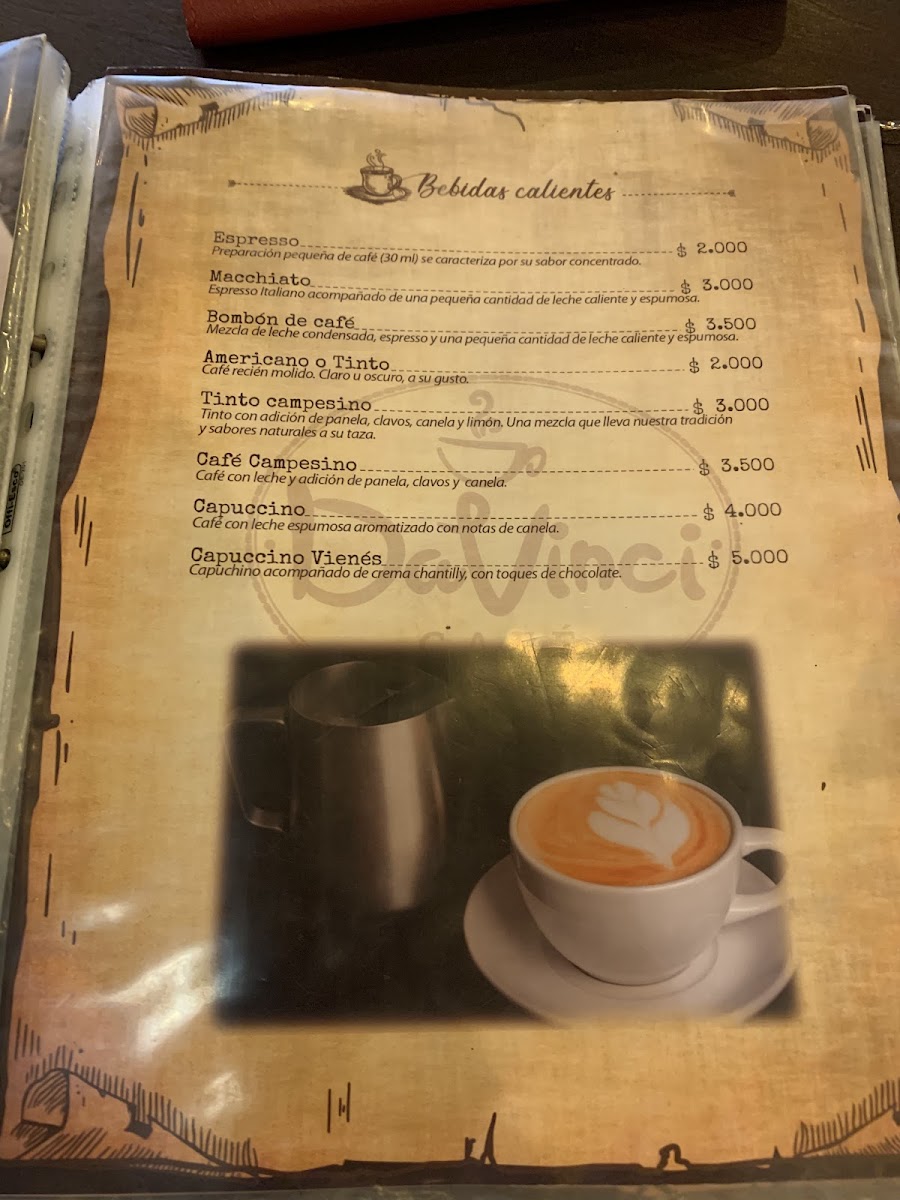 Bebidas calientes
Espresso $ 2.000
Preparación pequeña de café (30 ml) se caracteriza por su sabor concentrado.
Macchiato $ 3.000
Espresso Italiano acompañado de una pequeña cantidad de leche caliente y espumosa.
Bombón de café $ 3.500
Mezcla de leche condensada, espresso y una pequeña cantidad de leche caliente y espumosa.
Americano o Tinto $ 2.000
Café recién molido. Claro u oscuro, a su gusto.
Tinto campesino $ 3.000
Tinto con adición de panela, clavos, canela y limón. Una mezcla que lleva nuestra tradición
y sabores naturales a su taza.
Café Campesino $ 3.500
Café con leche y adición de panela, clavos y canela.
Capuccino $ 4.000
Café con leche espumosa aromatizado con notas de canela.
Capuccino Vienés $ 5.000
Capuchino acompañado de crema chantilly, con toques de chocolate.
DaVinci
CAFÉ